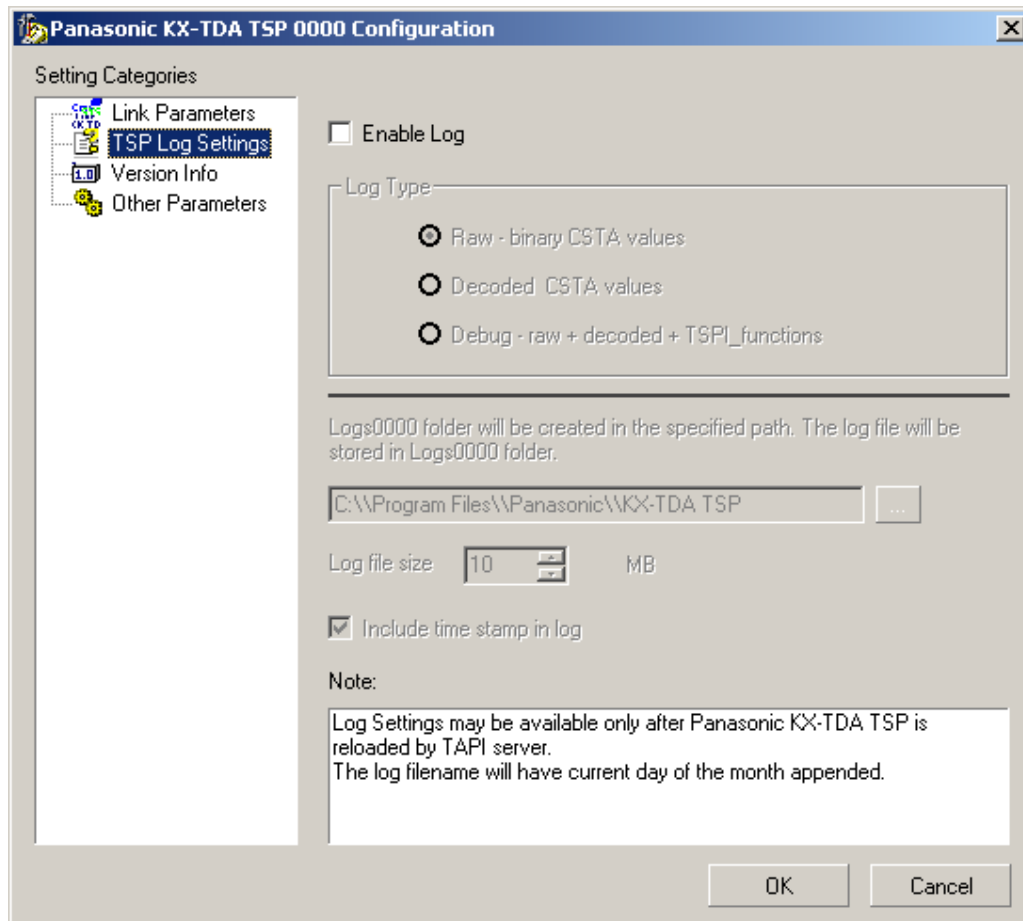 Panasonic KX-TDA TSP 0000 Configuration
Setting Categories
Link Parameters
TSP Log Settings
Version Info
Other Parameters
Enable Log
Log Type
Raw - binary CSTA values
Decoded CSTA values
Debug - raw + decoded + TSPI_functions
Logs0000 folder will be created in the specified path. The log file will be
stored in Logs0000 folder.
C:\\Program Files\\Panasonic\\KX-TDA TSP
...
Log file size 10 MB
Include time stamp in log
Note:
Log Settings may be available only after Panasonic KX-TDA TSP is
reloaded by TAPI server.
The log filename will have current day of the month appended.
OK
Cancel